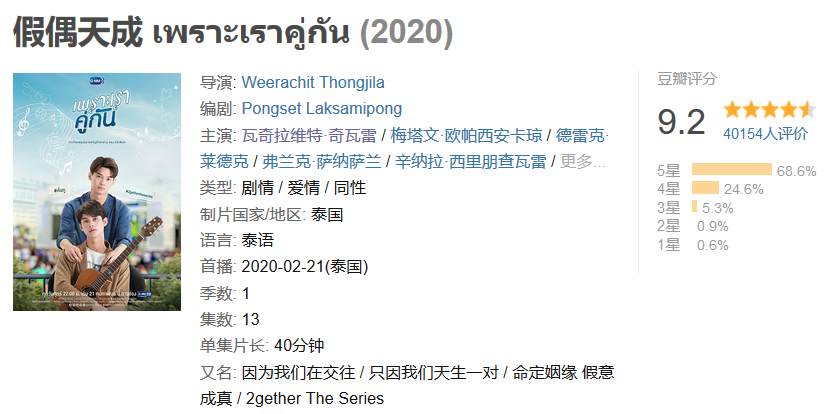 假偶天成 เพราะเราคู่กัน (2020)
เพราะเรา
คู่กัน
导演: Weerachit Thongjila
编剧: Pongset Laksamipong
主演: 瓦奇拉维特·奇瓦雷 / 梅塔文·欧帕西安卡琼 / 德雷克·
莱德克 / 弗兰克·萨纳萨兰 / 辛纳拉·西里朋查瓦雷 / 更多...
类型: 剧情 / 爱情 / 同性
制片国家/地区: 泰国
语言: 泰语
首播: 2020-02-21(泰国)
季数: 1
集数: 13
单集片长: 40分钟
又名: 因为我们在交往 / 只因我们天生一对 / 命定姻缘 假意
成真 / 2gether The Series
豆瓣评分
9.2
40154人评价
5星 68.6%
4星 24.6%
3星 5.3%
2星 0.9%
1星 0.6%